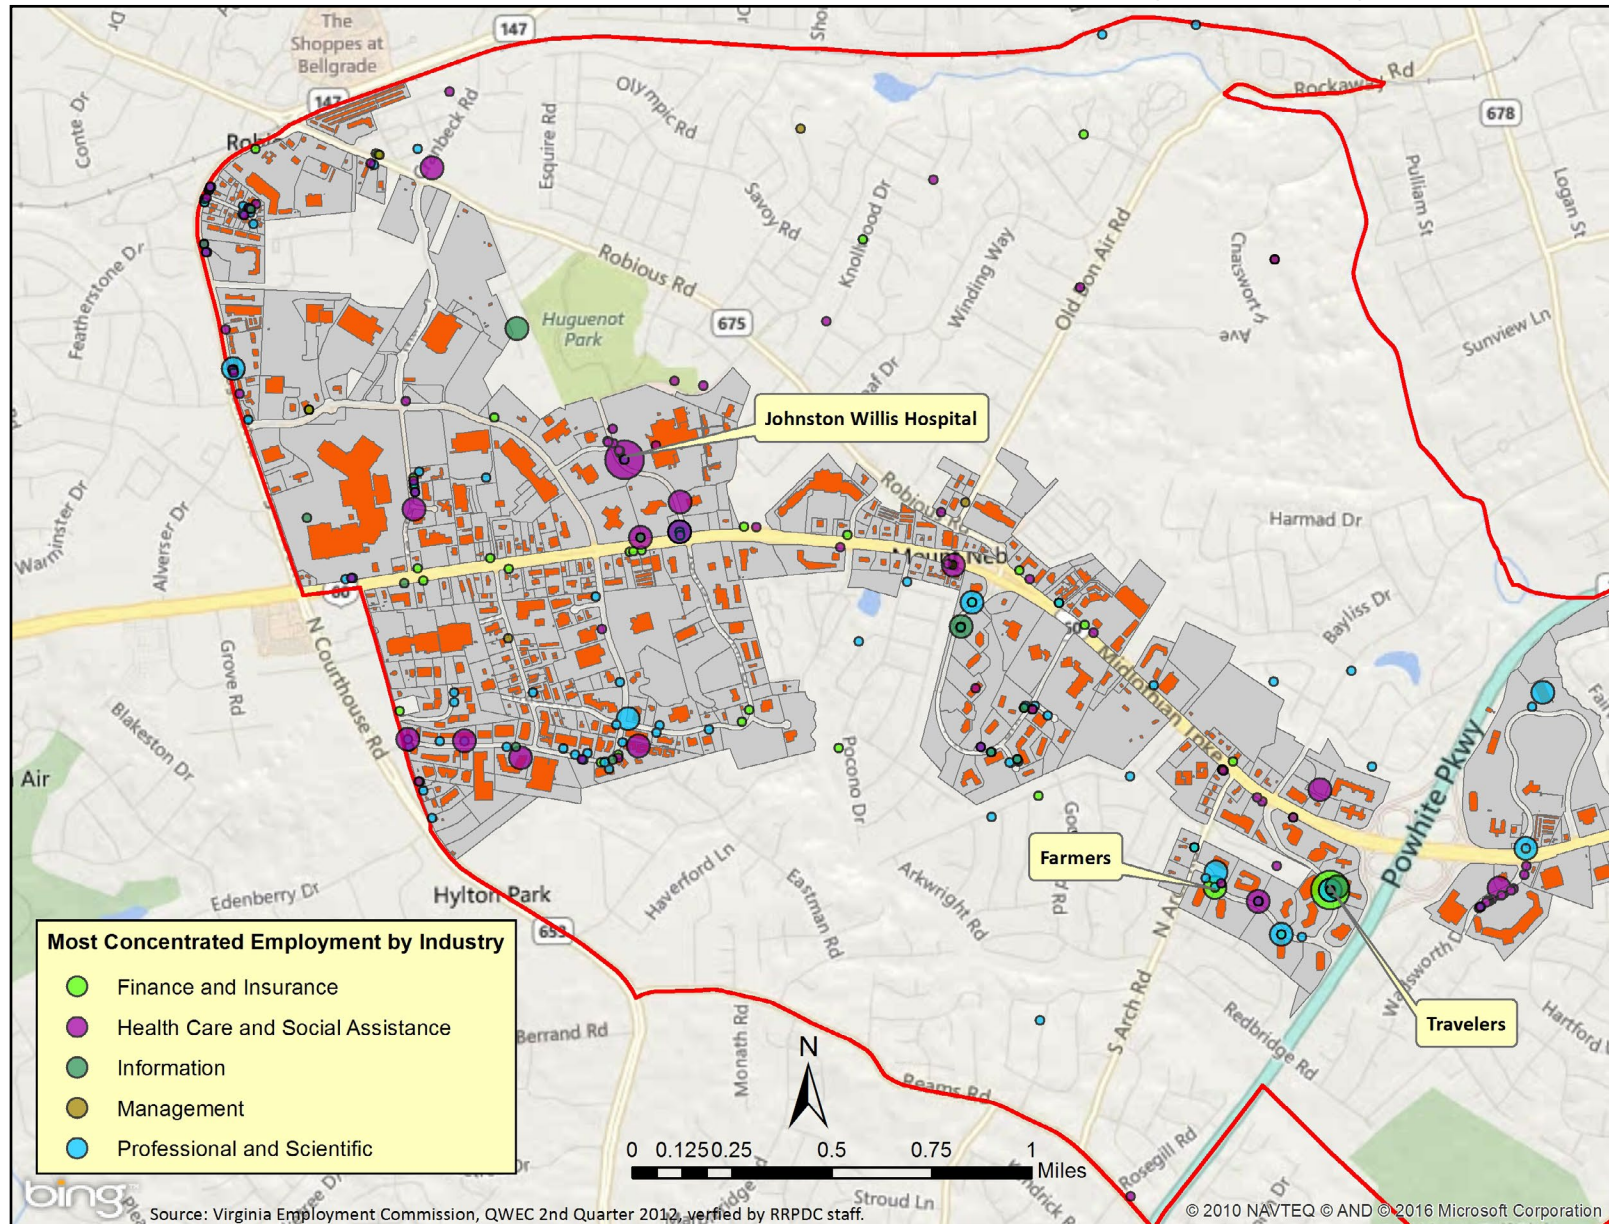 The
Shoppes at
Bellgrade
147
147
Rockaway Rd
678
Conte Dr
Olympic Rd
Esquire Rd
Savoy Rd
Knollwood Dr
Winding Way
Old Bon Air Rd
Pulliam St
Logan St
Ave
Sunview Ln
Featherstone Dr
Robious Rd
Huguenot
Park
675
Johnston Willis Hospital
Robious Rd
Harmad Dr
Warminster Dr
Alverser Dr
60
60
Bayliss Dr
Grove Rd
N Courthouse Rd
Midlothian Tpke
Blakeston Dr
Air
Pocono Dr
Powhite Pkwy
Farmers
Edenberry Dr
Hylton Park
Haverford Ln
Eastman Rd
Arkwright Rd
653
Travelers
Most Concentrated Employment by Industry
Finance and Insurance
Health Care and Social Assistance
Information
Management
Professional and Scientific
Berrand Rd
Monath Rd
N
Reams Rd
S Arch Rd
Redbridge Rd
Rosegill Rd
Stroud Ln
0 0.125 0.25 0.5 0.75 1
Miles
bing
Source: Virginia Employment Commission, QWEC 2nd Quarter 2012, verfied by RRPDC staff.
© 2010 NAVTEQ © AND © 2016 Microsoft Corporation